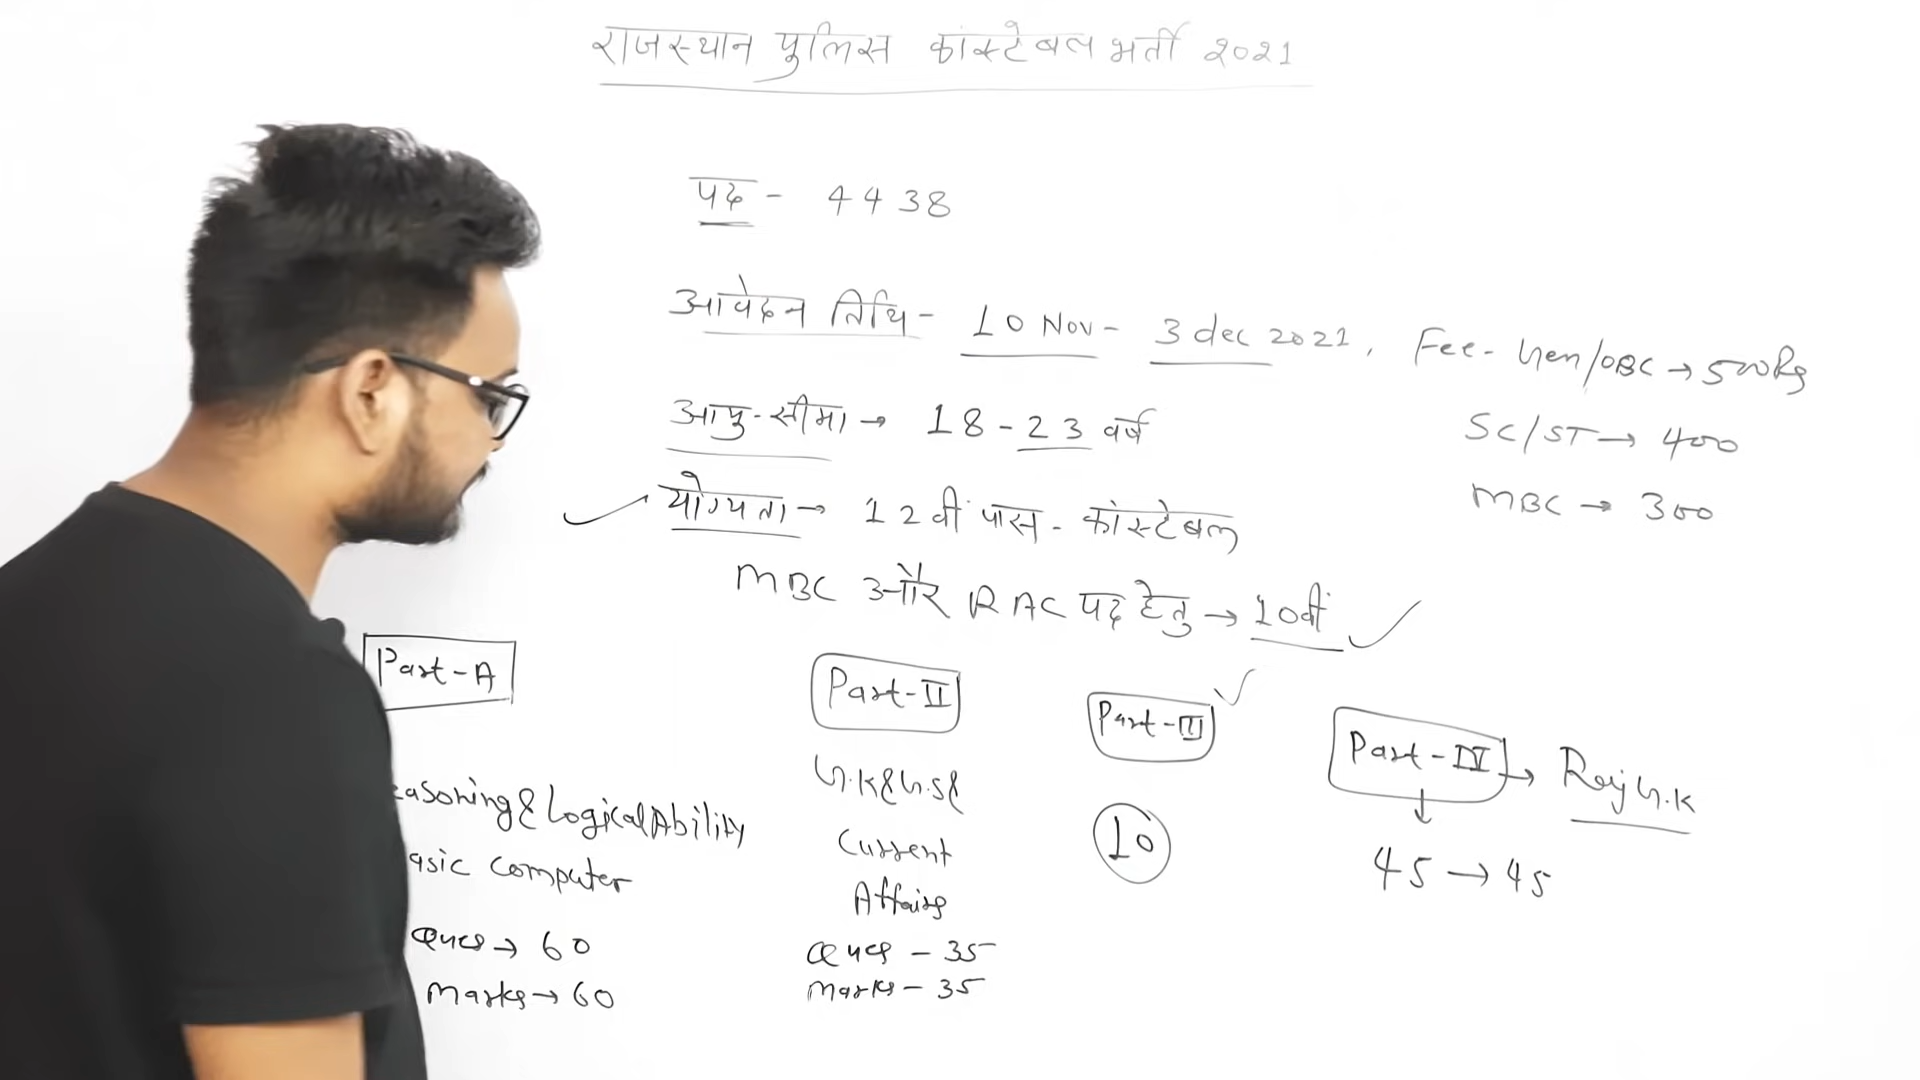 राजस्थान पुलिस कांस्टेबल भर्ती 2021
पद - 4438
आवेदन तिथि - 10 Nov - 3 dec 2021, Fee - Gen/OBC → 500Rs
SC/ST → 400
MBC → 300
आयु-सीमा → 18 - 23 वर्ष
योग्यता → 12 वीं पास - कांस्टेबल
MBC और RAC पद हेतु → 10वीं
Part-A
easoning & Logical Ability
asic Computer
Ques → 60
Marks → 60
Part-II
G.K & G.S &
Current
Affairs
Ques - 35
Marks - 35
Part-III
10
Part-IV → Raj G.K
45 → 45